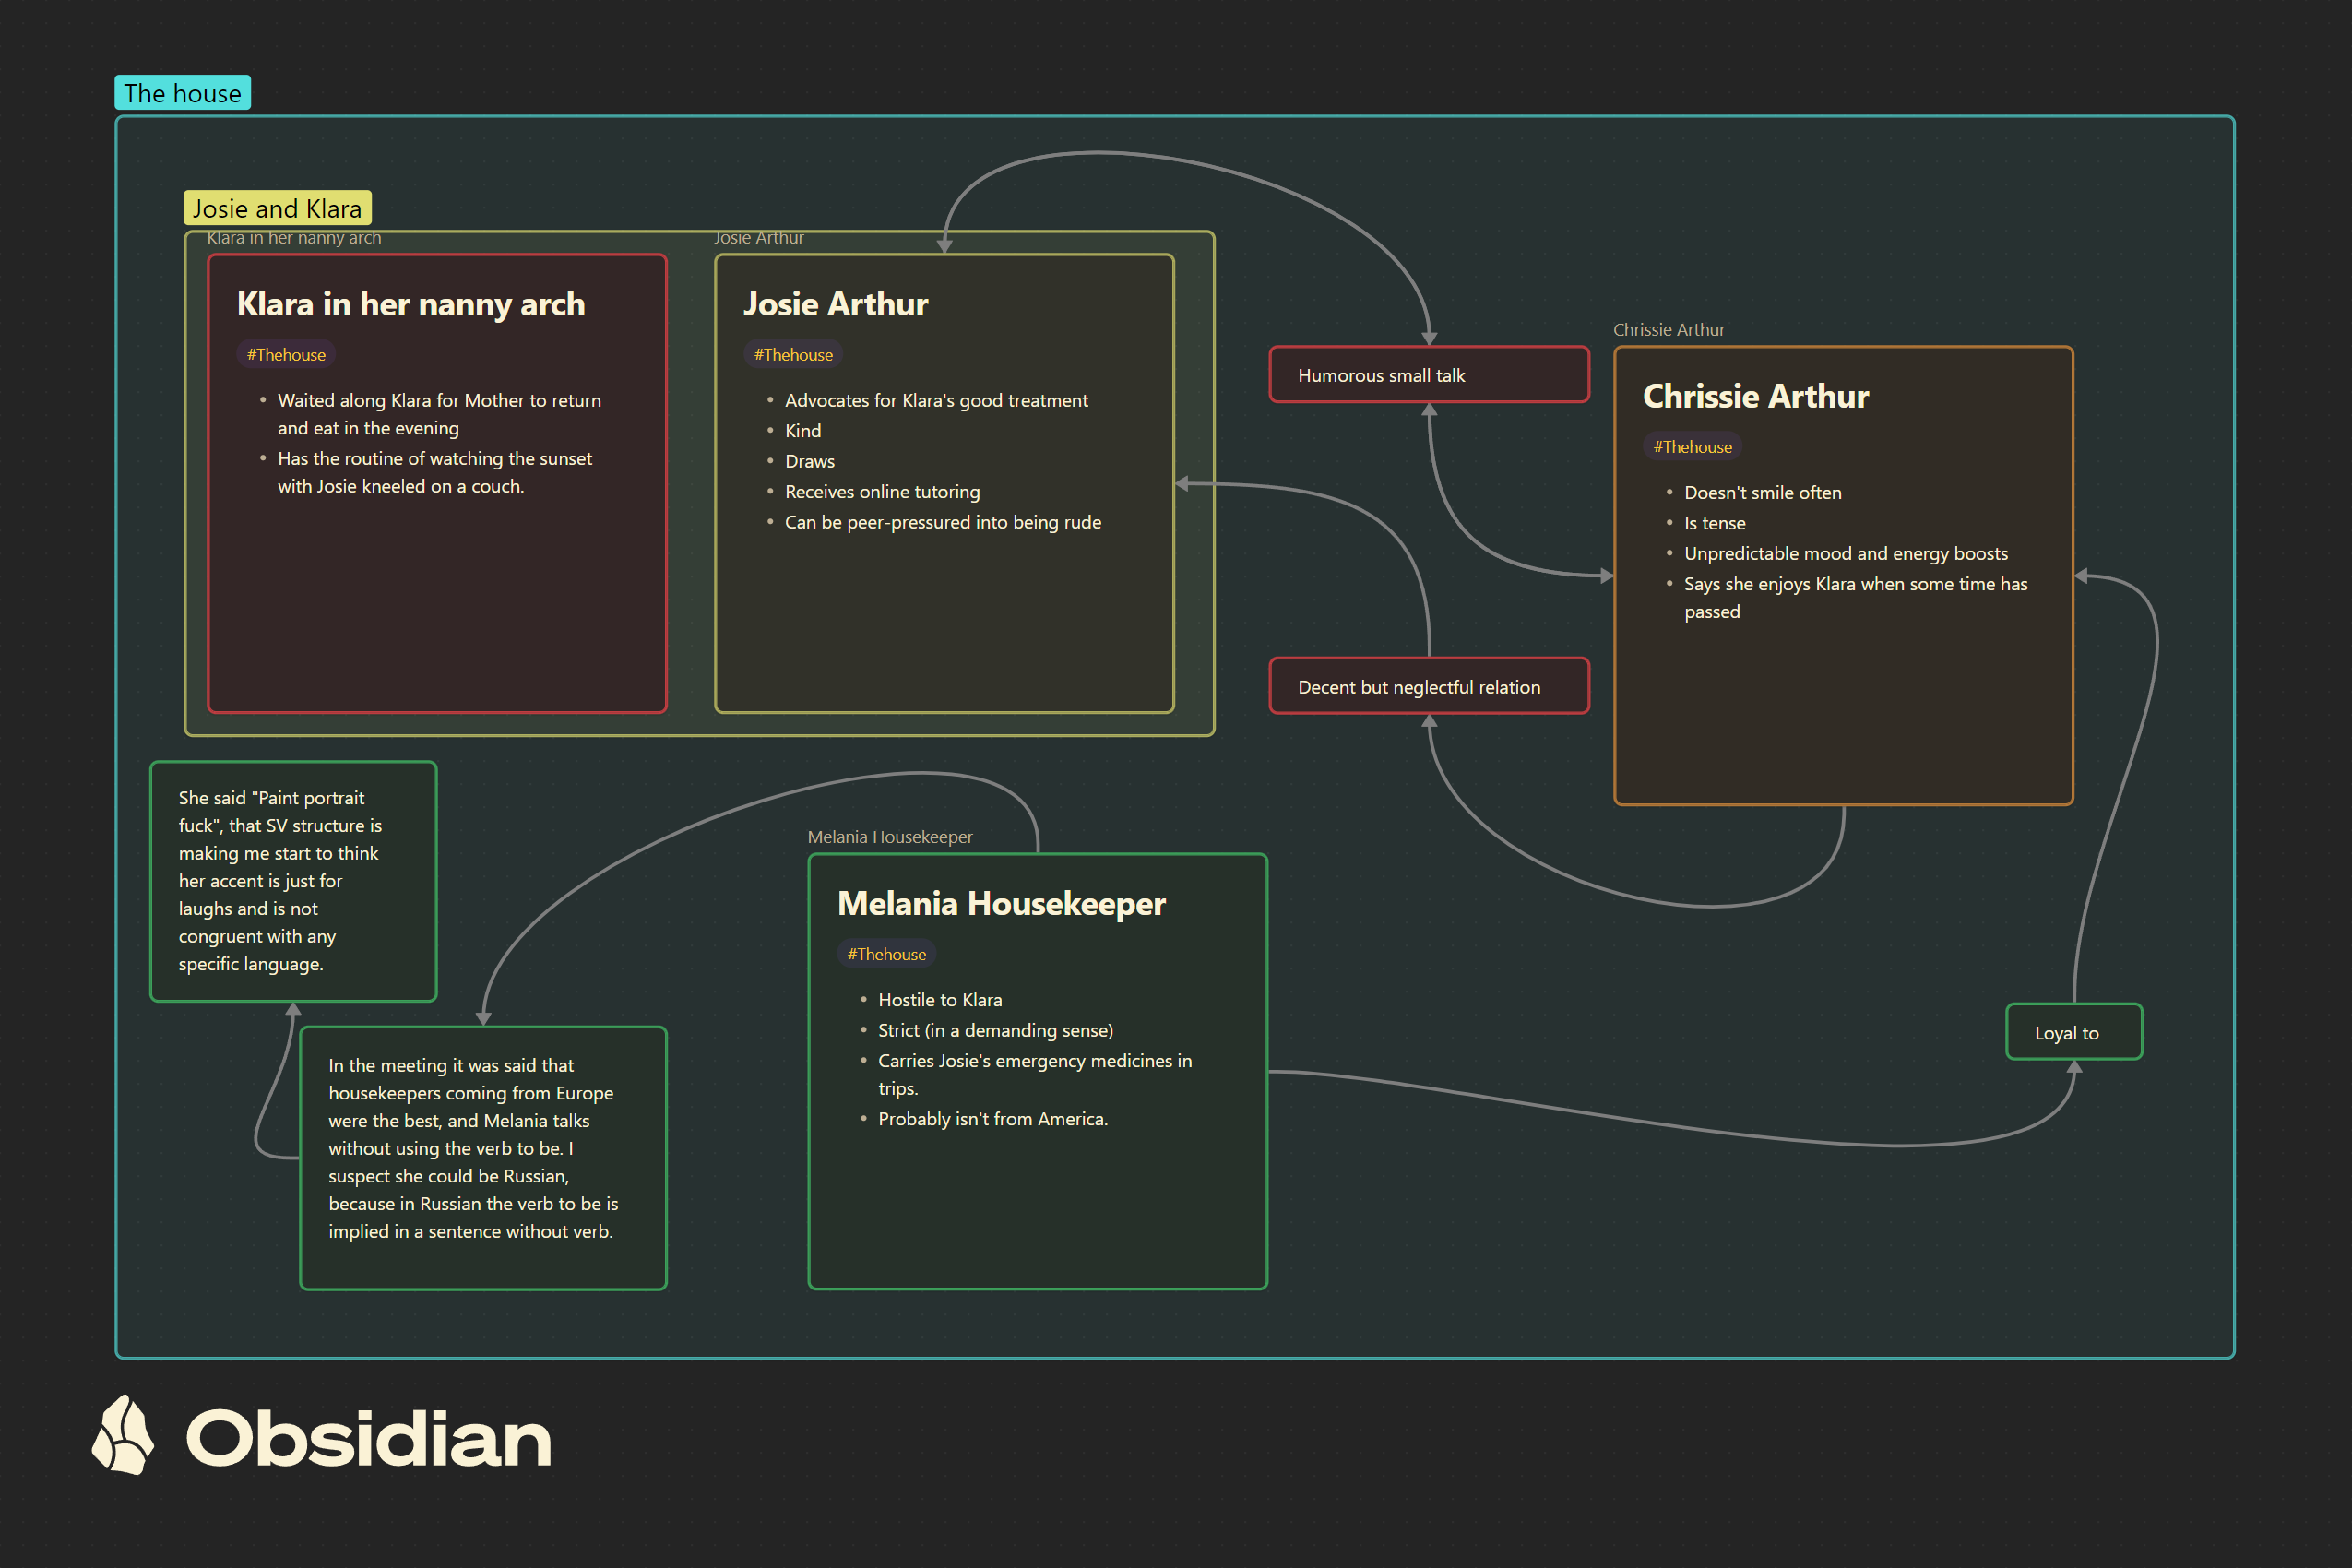 The house
Josie and Klara
Klara in her nanny arch
Klara in her nanny arch
#Thehouse
• Waited along Klara for Mother to return
and eat in the evening
• Has the routine of watching the sunset
with Josie kneeled on a couch.
Josie Arthur
Josie Arthur
#Thehouse
• Advocates for Klara's good treatment
• Kind
• Draws
• Receives online tutoring
• Can be peer-pressured into being rude
Humorous small talk
Decent but neglectful relation
Chrissie Arthur
Chrissie Arthur
#Thehouse
• Doesn't smile often
• Is tense
• Unpredictable mood and energy boosts
• Says she enjoys Klara when some time has
passed
She said "Paint portrait
fuck", that SV structure is
making me start to think
her accent is just for
laughs and is not
congruent with any
specific language.
In the meeting it was said that
housekeepers coming from Europe
were the best, and Melania talks
without using the verb to be. I
suspect she could be Russian,
because in Russian the verb to be is
implied in a sentence without verb.
Melania Housekeeper
Melania Housekeeper
#Thehouse
• Hostile to Klara
• Strict (in a demanding sense)
• Carries Josie's emergency medicines in
trips.
• Probably isn't from America.
Loyal to
Obsidian